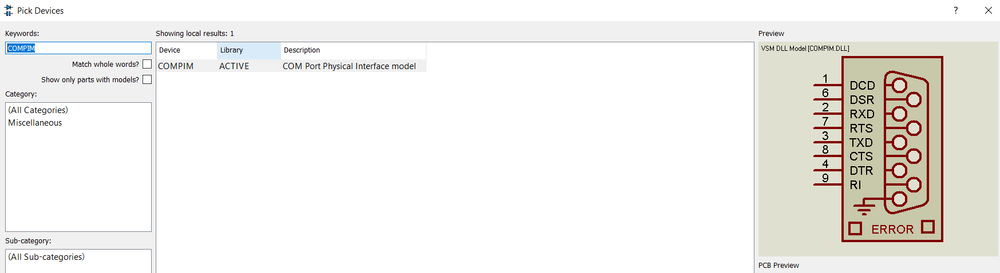 Pick Devices
?
Keywords:
COMPIM
Match whole words?
Show only parts with models?
Category:
(All Categories)
Miscellaneous
Sub-category:
(All Sub-categories)
Showing local results: 1
Device Library Description
COMPIM ACTIVE COM Port Physical Interface model
Preview
VSM DLL Model [COMPIM.DLL]
1 DCD
6 DSR
2 RXD
7 RTS
3 TXD
8 CTS
4 DTR
9 RI
ERROR
PCB Preview